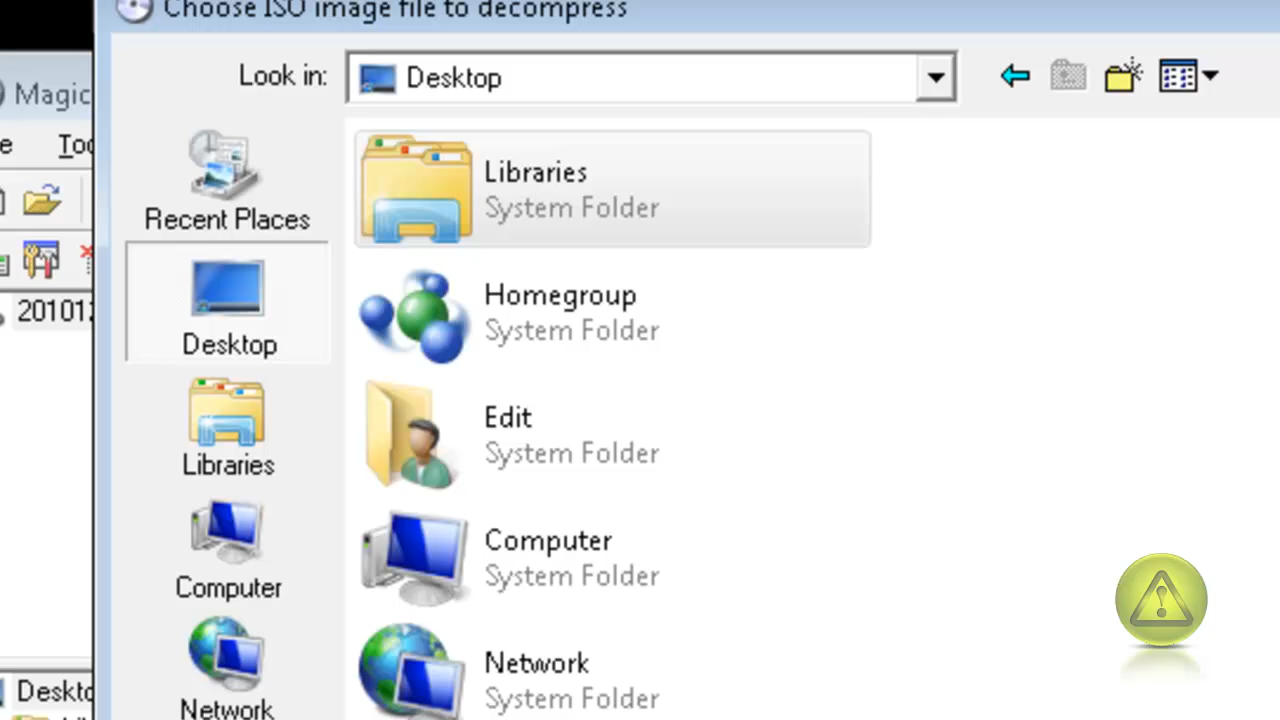 Choose ISO image file to decompress
Magic
Look in:
Desktop
Recent Places
Desktop
Libraries
Computer
Network
Libraries
System Folder
Homegroup
System Folder
Edit
System Folder
Computer
System Folder
Network
System Folder
e
Too
20101
Deskto